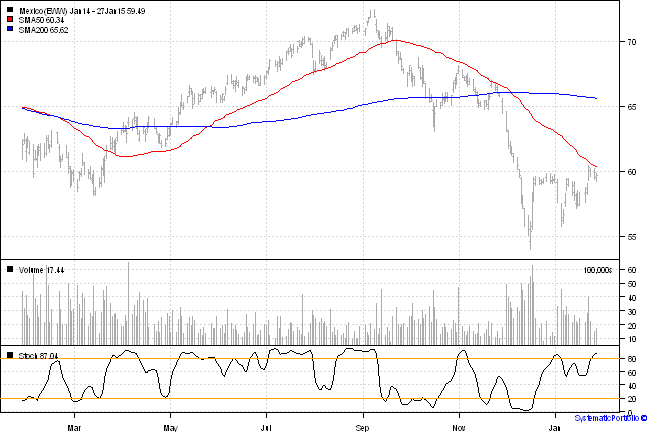 Mexico(EWW) Jan14 - 27Jan15 59.49
SMA50 60.34
SMA200 65.62
70
65
60
55
Volume 17.44
100,000s
60
50
40
30
20
10
Stoch 87.04
80
60
40
20
0
Mar May Jul Sep Nov Jan
SystematicPortfolio ©